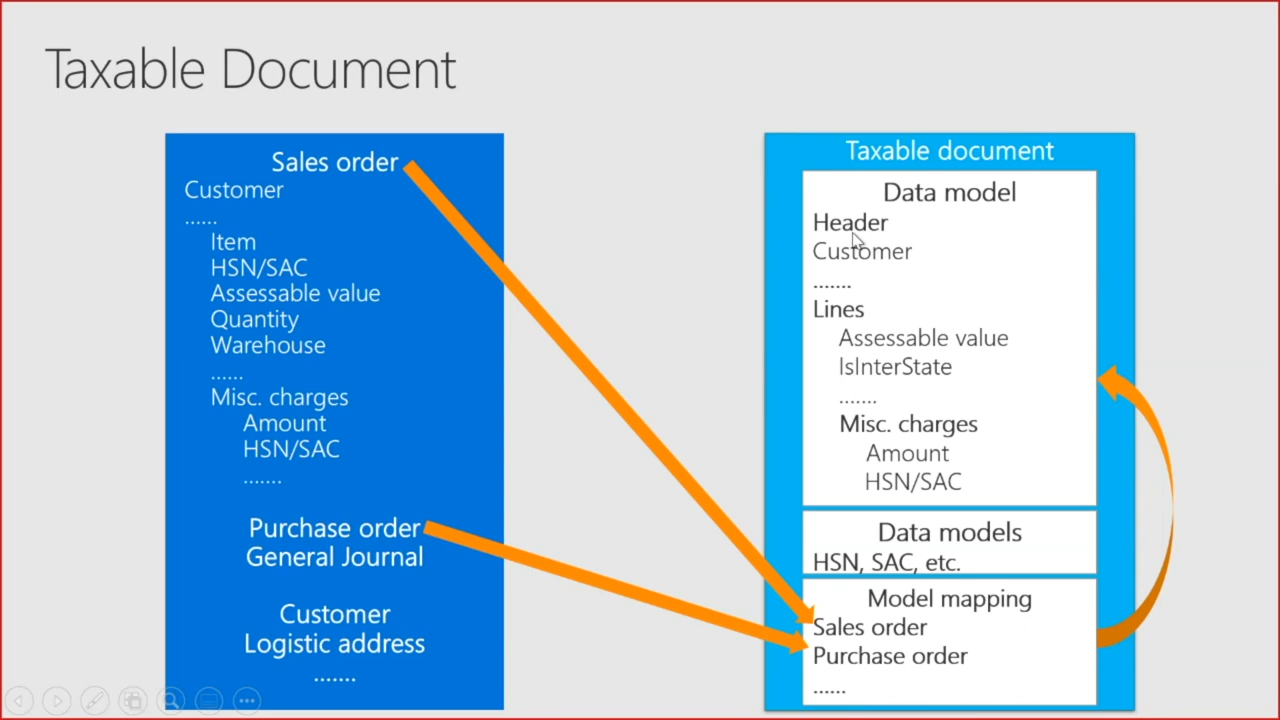 Taxable Document
Sales order
Customer
......
Item
HSN/SAC
Assessable value
Quantity
Warehouse
......
Misc. charges
Amount
HSN/SAC
.......
Purchase order
General Journal
Customer
Logistic address
.......
Taxable document
Data model
Header
Customer
.......
Lines
Assessable value
IsInterState
.......
Misc. charges
Amount
HSN/SAC
Data models
HSN, SAC, etc.
Model mapping
Sales order
Purchase order
......